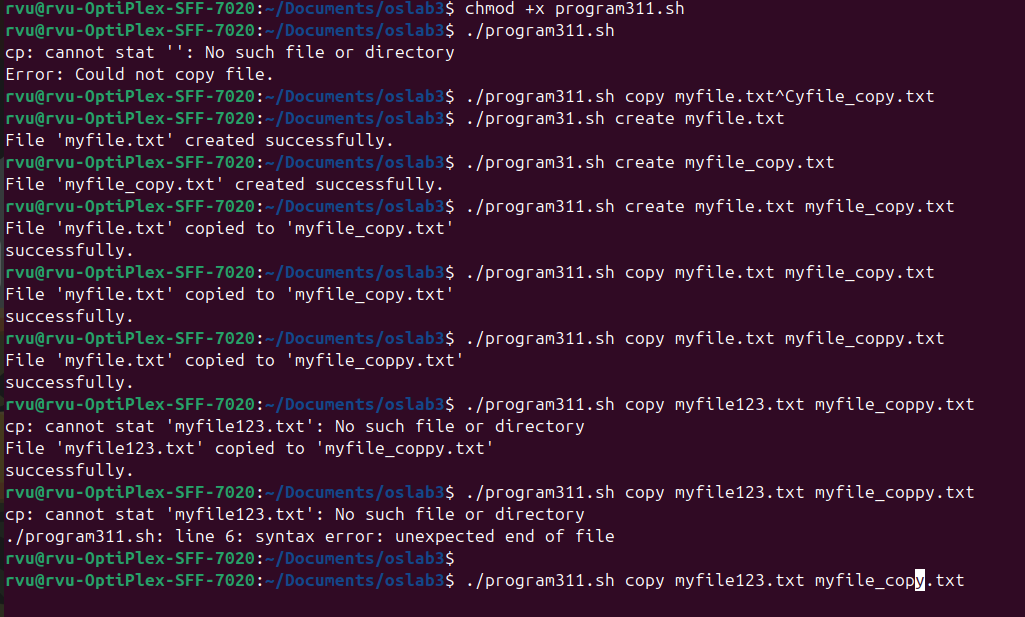 rvu@rvu-OptiPlex-SFF-7020:~/Documents/oslab3$ chmod +x program311.sh
rvu@rvu-OptiPlex-SFF-7020:~/Documents/oslab3$ ./program311.sh
cp: cannot stat '': No such file or directory
Error: Could not copy file.
rvu@rvu-OptiPlex-SFF-7020:~/Documents/oslab3$ ./program311.sh copy myfile.txt^Cyfile_copy.txt
rvu@rvu-OptiPlex-SFF-7020:~/Documents/oslab3$ ./program31.sh create myfile.txt
File 'myfile.txt' created successfully.
rvu@rvu-OptiPlex-SFF-7020:~/Documents/oslab3$ ./program31.sh create myfile_copy.txt
File 'myfile_copy.txt' created successfully.
rvu@rvu-OptiPlex-SFF-7020:~/Documents/oslab3$ ./program311.sh create myfile.txt myfile_copy.txt
File 'myfile.txt' copied to 'myfile_copy.txt'
successfully.
rvu@rvu-OptiPlex-SFF-7020:~/Documents/oslab3$ ./program311.sh copy myfile.txt myfile_copy.txt
File 'myfile.txt' copied to 'myfile_copy.txt'
successfully.
rvu@rvu-OptiPlex-SFF-7020:~/Documents/oslab3$ ./program311.sh copy myfile.txt myfile_coppy.txt
File 'myfile.txt' copied to 'myfile_coppy.txt'
successfully.
rvu@rvu-OptiPlex-SFF-7020:~/Documents/oslab3$ ./program311.sh copy myfile123.txt myfile_coppy.txt
cp: cannot stat 'myfile123.txt': No such file or directory
File 'myfile123.txt' copied to 'myfile_coppy.txt'
successfully.
rvu@rvu-OptiPlex-SFF-7020:~/Documents/oslab3$ ./program311.sh copy myfile123.txt myfile_coppy.txt
cp: cannot stat 'myfile123.txt': No such file or directory
./program311.sh: line 6: syntax error: unexpected end of file
rvu@rvu-OptiPlex-SFF-7020:~/Documents/oslab3$
rvu@rvu-OptiPlex-SFF-7020:~/Documents/oslab3$ ./program311.sh copy myfile123.txt myfile_copy.txt